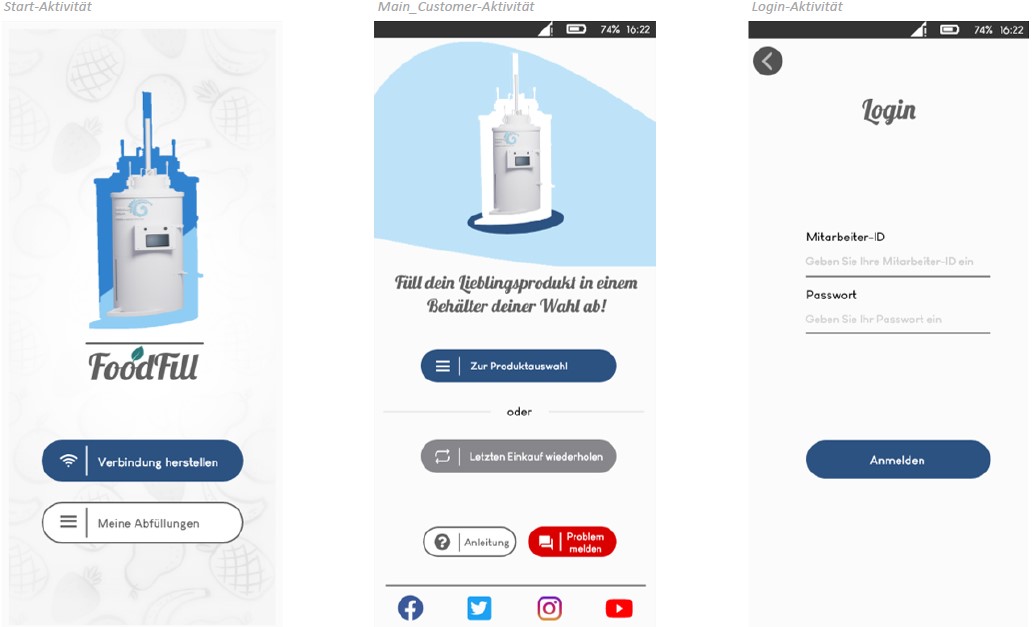 Start-Aktivität
FoodFill
Verbindung herstellen
Meine Abfüllungen
Main_Customer-Aktivität
74% 16:22
Füll dein Lieblingsprodukt in einem
Behälter deiner Wahl ab!
Zur Produktauswahl
oder
Letzten Einkauf wiederholen
Anleitung
Problem
melden
Login-Aktivität
74% 16:22
Login
Mitarbeiter-ID
Geben Sie Ihre Mitarbeiter-ID ein
Passwort
Geben Sie Ihr Passwort ein
Anmelden